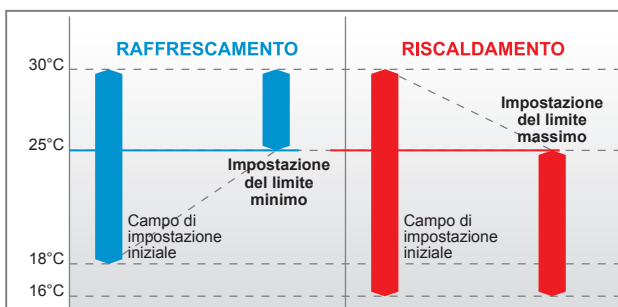 RAFFRESCAMENTO
RISCALDAMENTO
30°C
25°C
18°C
16°C
Impostazione
del limite
minimo
Campo di
impostazione
iniziale
Impostazione
del limite
massimo
Campo di
impostazione
iniziale